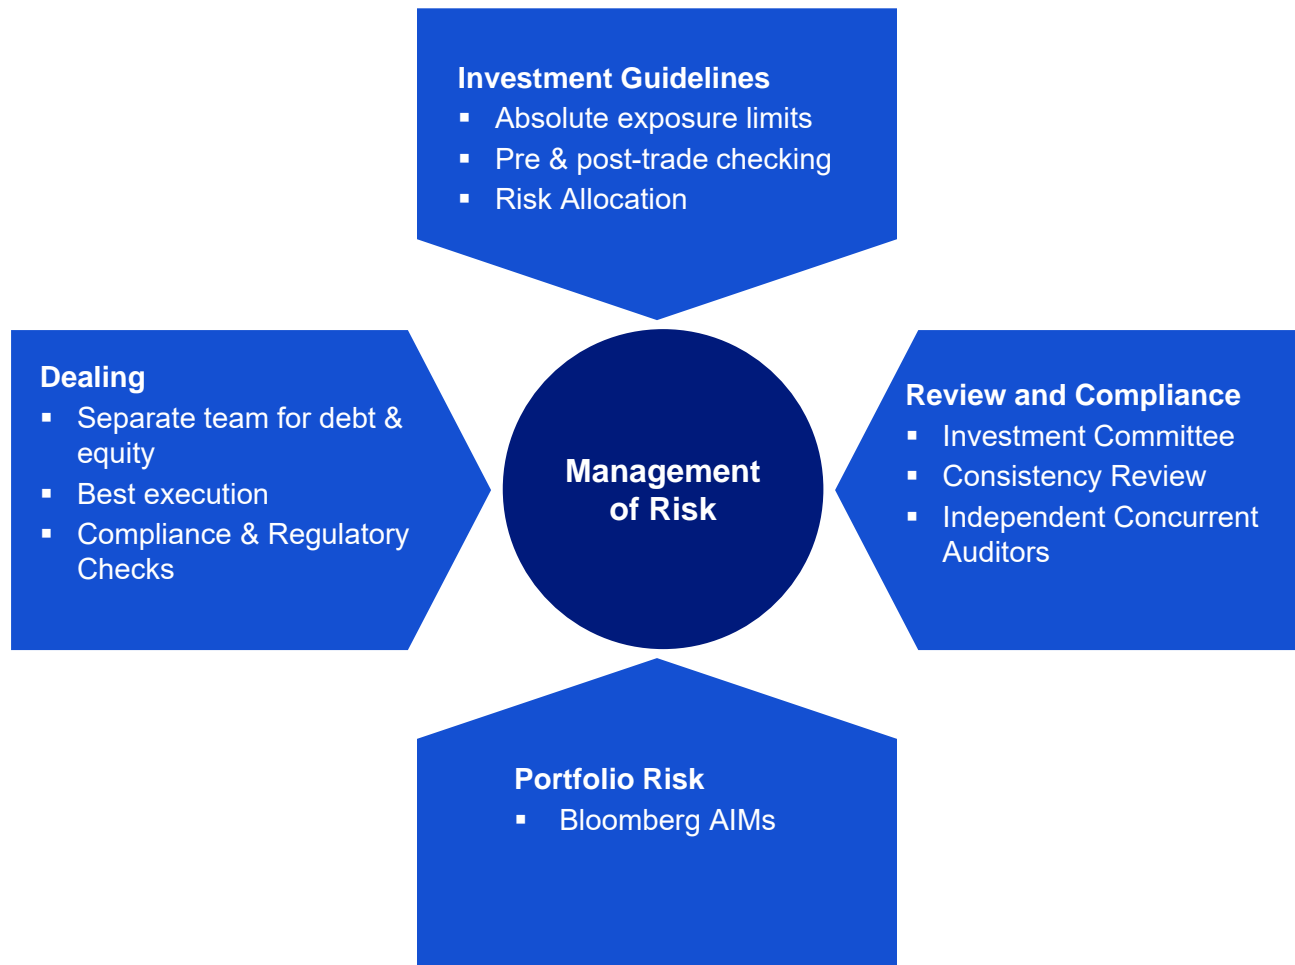 Investment Guidelines
▪ Absolute exposure limits
▪ Pre & post-trade checking
▪ Risk Allocation
Dealing
▪ Separate team for debt &
equity
▪ Best execution
▪ Compliance & Regulatory
Checks
Management
of Risk
Review and Compliance
▪ Investment Committee
▪ Consistency Review
▪ Independent Concurrent
Auditors
Portfolio Risk
▪ Bloomberg AIMs